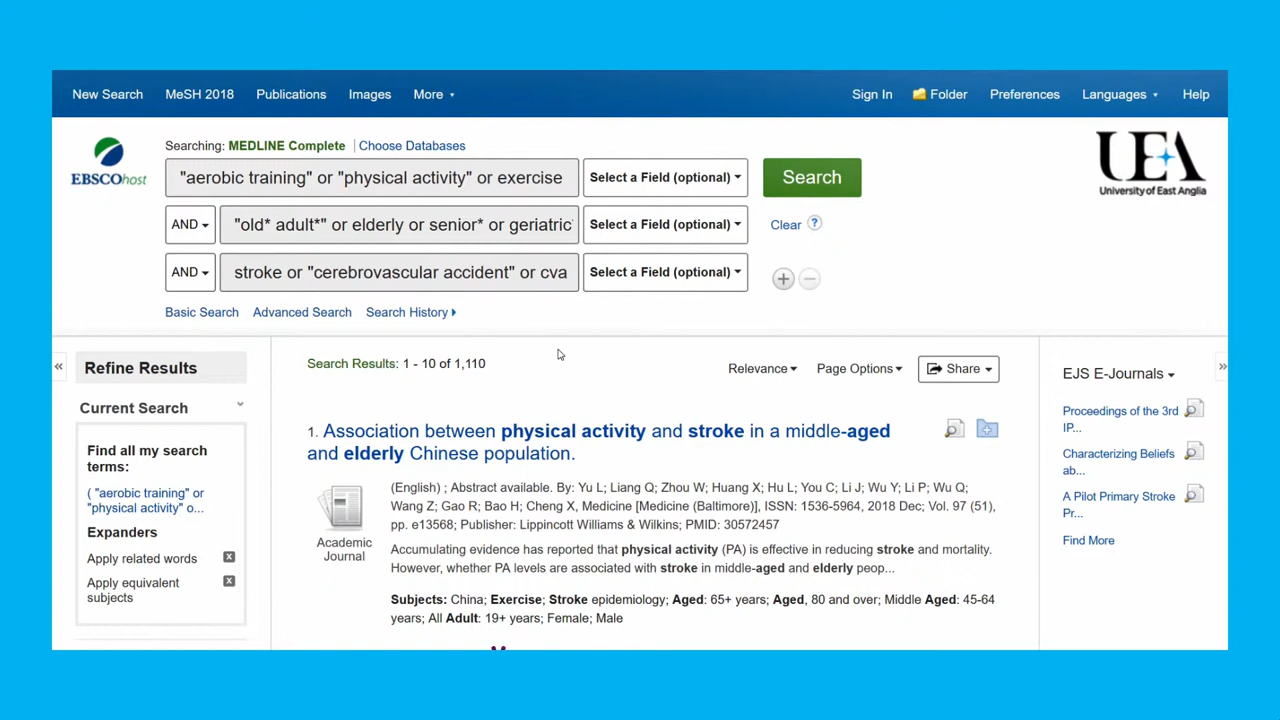 New Search MeSH 2018 Publications Images More Sign In Folder Preferences Languages Help
Searching: MEDLINE Complete Choose Databases
EBSCOhost
"aerobic training" or "physical activity" or exercise Select a Field (optional) Search
UEA
University of East Anglia
AND "old* adult*" or elderly or senior* or geriatric* Select a Field (optional) Clear ?
AND stroke or "cerebrovascular accident" or cva Select a Field (optional)
Basic Search Advanced Search Search History
« Refine Results
Current Search
Find all my search
terms:
( "aerobic training" or
"physical activity" o...
Expanders
Apply related words x
Apply equivalent x
subjects
Search Results: 1 - 10 of 1,110 Relevance Page Options Share
1. Association between physical activity and stroke in a middle-aged
and elderly Chinese population.
Academic
Journal
(English) ; Abstract available. By: Yu L; Liang Q; Zhou W; Huang X; Hu L; You C; Li J; Wu Y; Li P; Wu Q;
Wang Z; Gao R; Bao H; Cheng X, Medicine [Medicine (Baltimore)], ISSN: 1536-5964, 2018 Dec; Vol. 97 (51),
pp. e13568; Publisher: Lippincott Williams & Wilkins; PMID: 30572457
Accumulating evidence has reported that physical activity (PA) is effective in reducing stroke and mortality.
However, whether PA levels are associated with stroke in middle-aged and elderly peop...
Subjects: China; Exercise; Stroke epidemiology; Aged: 65+ years; Aged, 80 and over; Middle Aged: 45-64
years; All Adult: 19+ years; Female; Male
EJS E-Journals »
Proceedings of the 3rd
IP...
Characterizing Beliefs
ab...
A Pilot Primary Stroke
Pr...
Find More